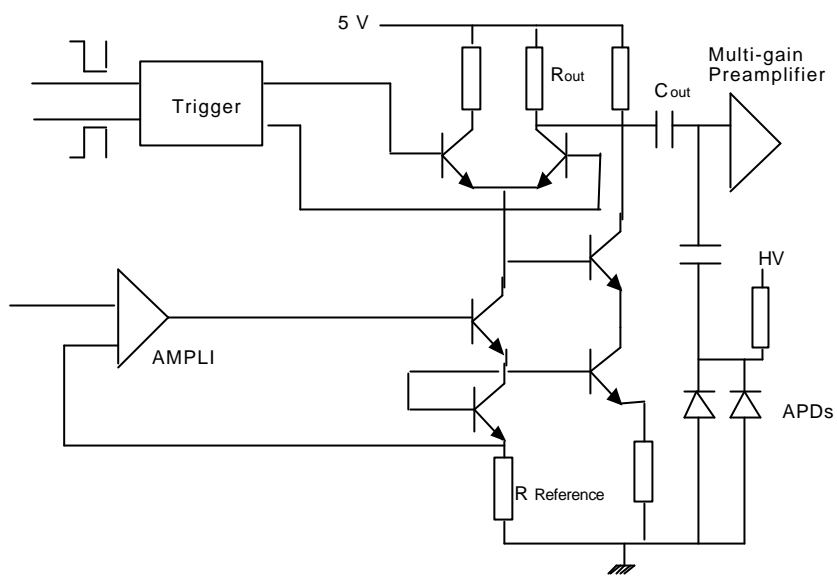 5 V
Multi-gain
Preamplifier
Rout
Cout
Trigger
HV
AMPLI
APDs
R Reference